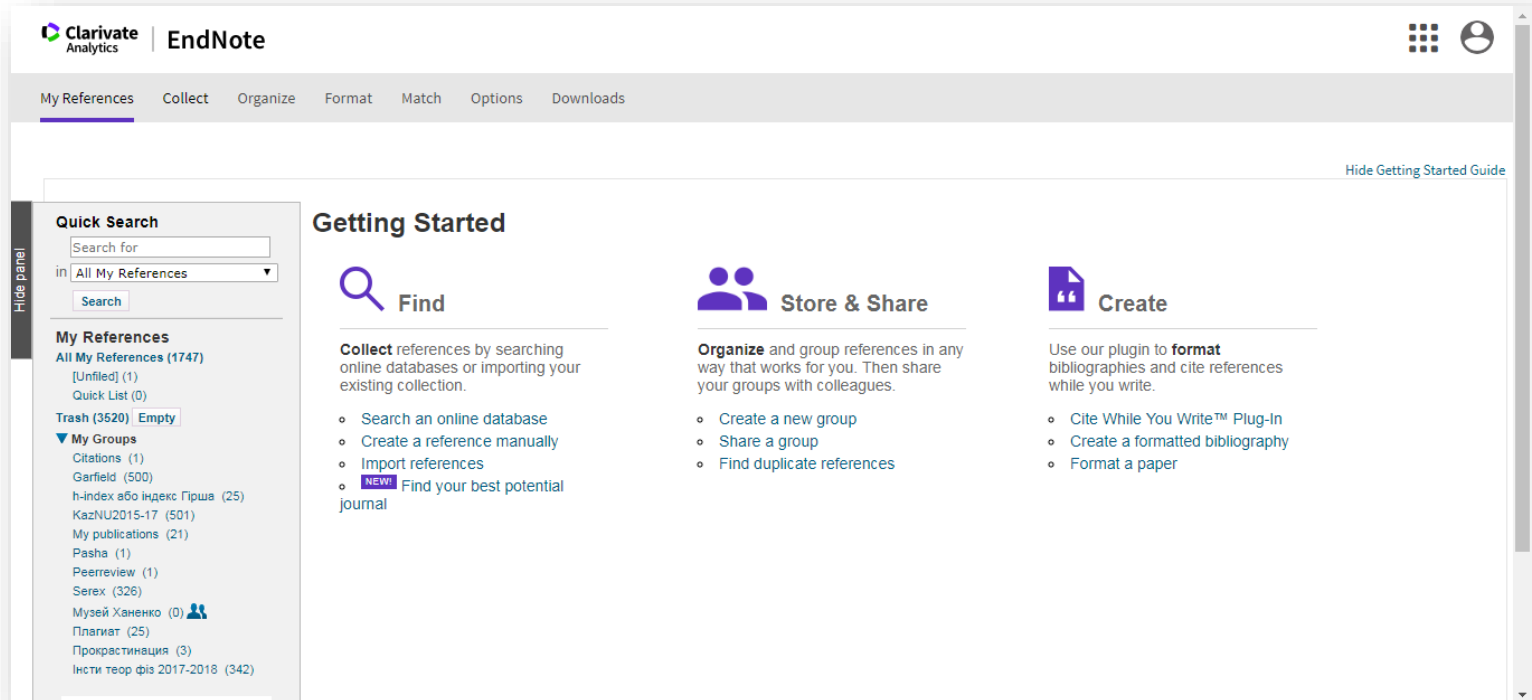 Clarivate
Analytics
EndNote
My References
Collect
Organize
Format
Match
Options
Downloads
Hide Getting Started Guide
Hide panel
Quick Search
Search for
in All My References
Search
My References
All My References (1747)
[Unfiled] (1)
Quick List (0)
Trash (3520) Empty
My Groups
Citations (1)
Garfield (500)
h-index або індекс Гірша (25)
KazNU2015-17 (501)
My publications (21)
Pasha (1)
Peerreview (1)
Serex (326)
Музей Ханенко (0)
Плагиат (25)
Прокрастинация (3)
Інсти теор фіз 2017-2018 (342)
Getting Started
Find
Collect references by searching
online databases or importing your
existing collection.
Search an online database
Create a reference manually
Import references
NEW! Find your best potential
journal
Store & Share
Organize and group references in any
way that works for you. Then share
your groups with colleagues.
Create a new group
Share a group
Find duplicate references
Create
Use our plugin to format
bibliographies and cite references
while you write.
Cite While You Write™ Plug-In
Create a formatted bibliography
Format a paper